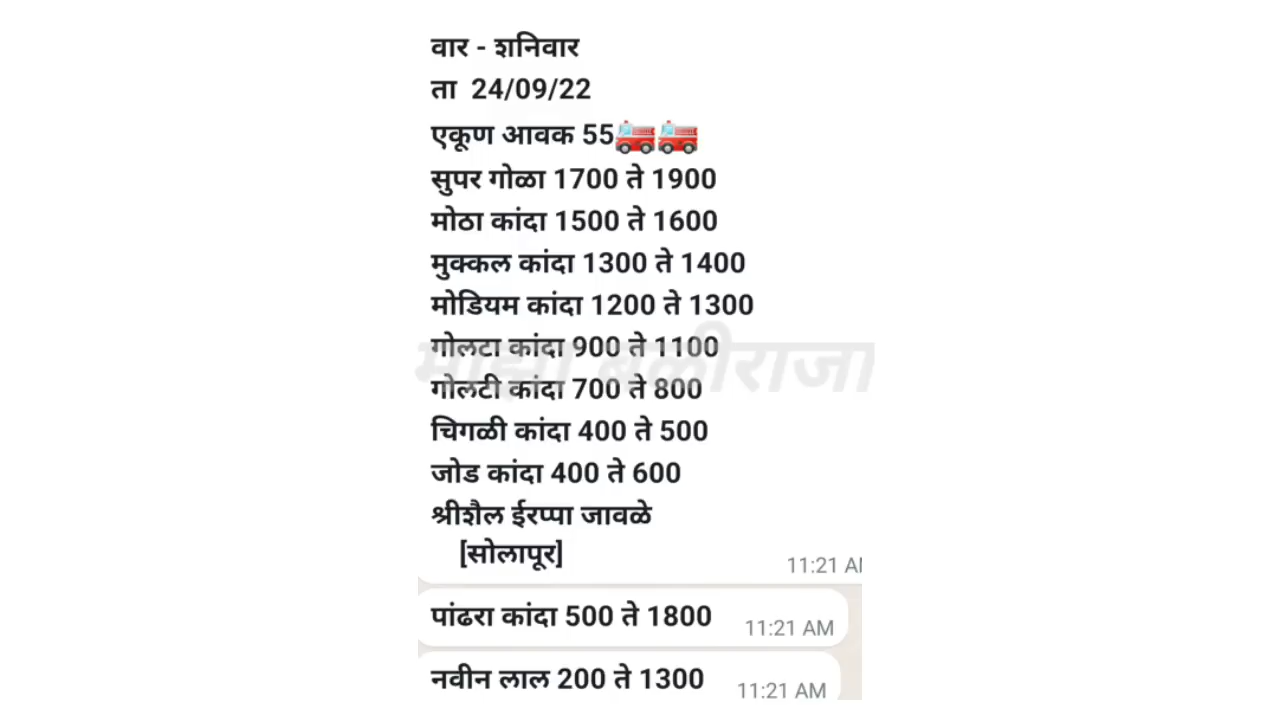 वार - शनिवार
ता 24/09/22
एकूण आवक 55🚒🚒
सुपर गोळा 1700 ते 1900
मोठा कांदा 1500 ते 1600
मुक्कल कांदा 1300 ते 1400
मोडियम कांदा 1200 ते 1300
गोलटा कांदा 900 ते 1100
माझा बळीराजा
गोलटी कांदा 700 ते 800
चिगळी कांदा 400 ते 500
जोड कांदा 400 ते 600
श्रीशैल ईरप्पा जावळे
[सोलापूर]
11:21 AM
पांढरा कांदा 500 ते 1800
11:21 AM
नवीन लाल 200 ते 1300
11:21 AM